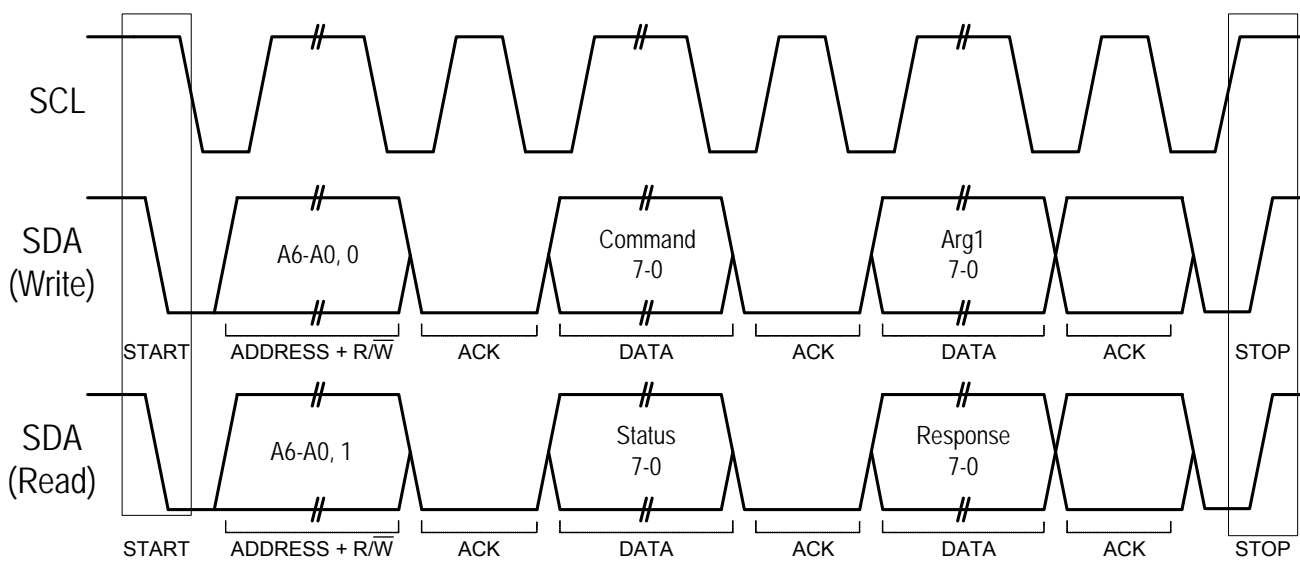 SCL
SDA
(Write)
A6-A0, 0
Command
7-0
Arg1
7-0
START
ADDRESS + R/W̅
ACK
DATA
ACK
DATA
ACK
STOP
SDA
(Read)
A6-A0, 1
Status
7-0
Response
7-0
START
ADDRESS + R/W̅
ACK
DATA
ACK
DATA
ACK
STOP